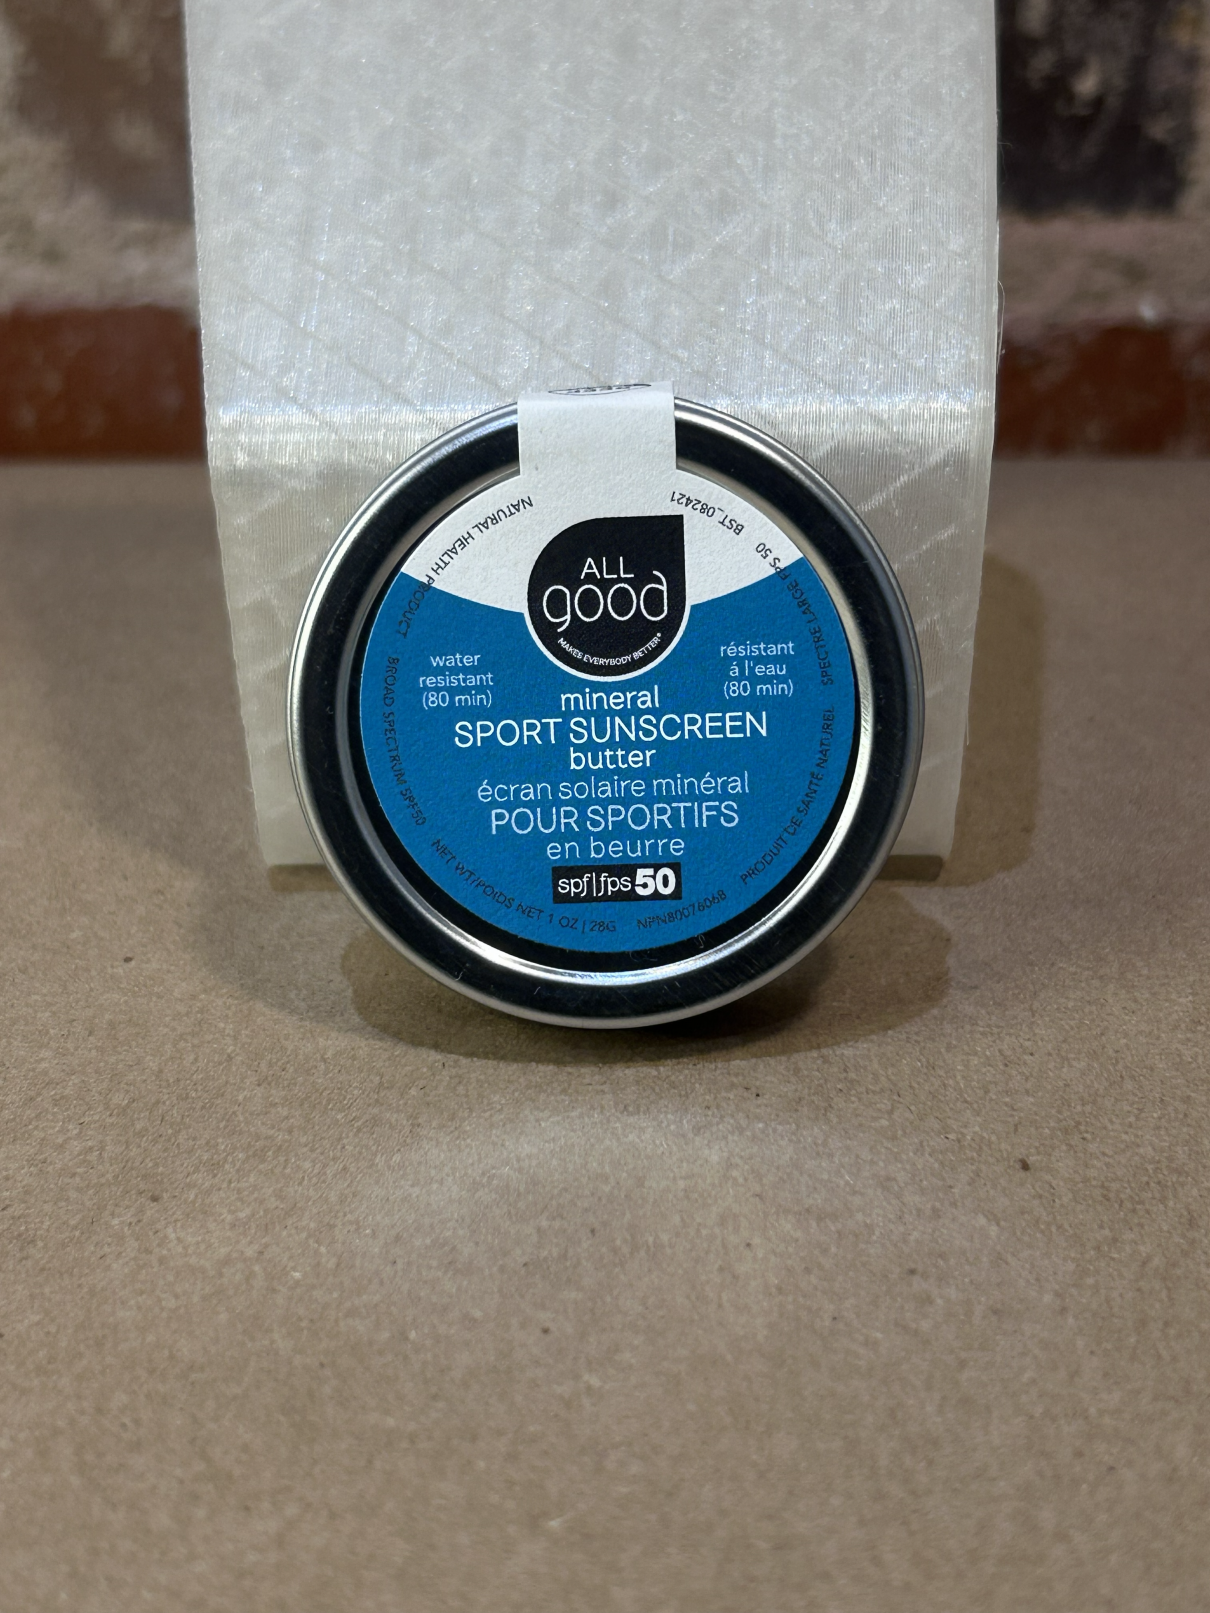 ALL
good
MAKES EVERYBODY BETTER®
water
resistant
(80 min)
résistant
á l'eau
(80 min)
mineral
SPORT SUNSCREEN
butter
écran solaire minéral
POUR SPORTIFS
en beurre
spf|fps 50
NATURAL HEALTH PRODUCT
BROAD SPECTRUM SPF50
NET WT/POIDS NET 1 OZ | 28G
NPN80076068
PRODUIT DE SANTÉ NATUREL
SPECTRE LARGE FPS 50
BST_082421